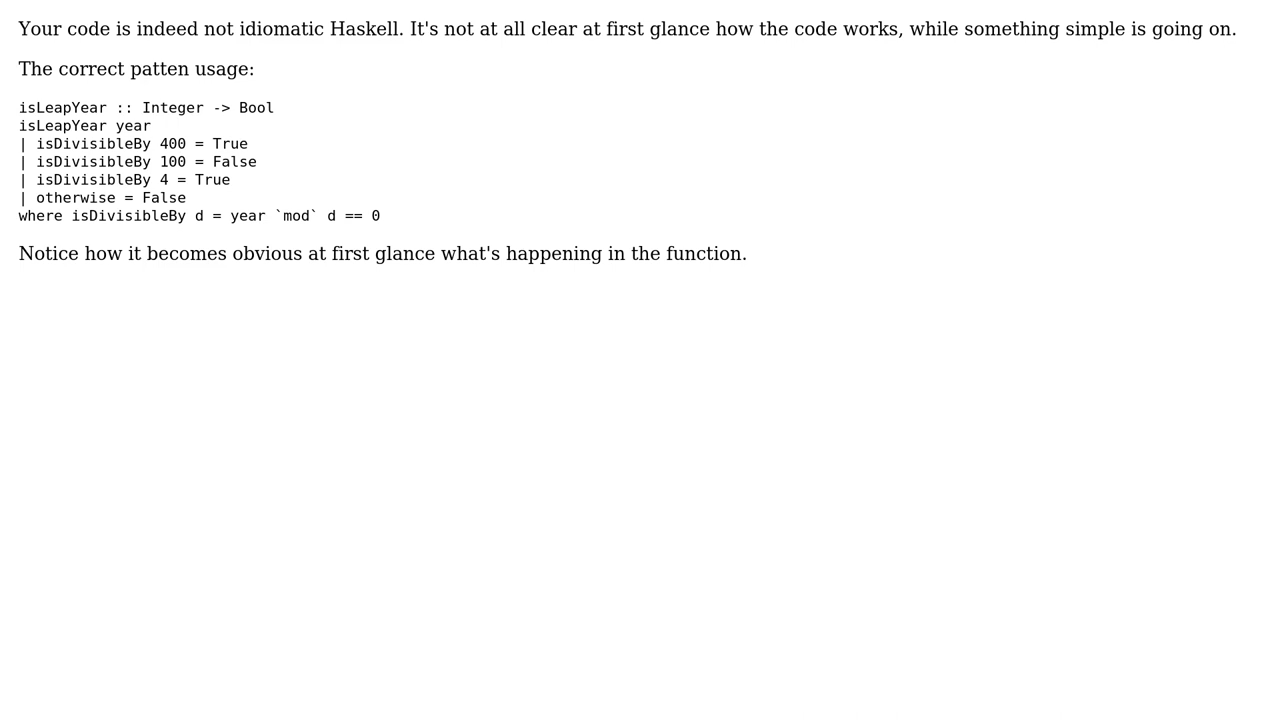 Your code is indeed not idiomatic Haskell. It's not at all clear at first glance how the code works, while something simple is going on.
The correct patten usage:
isLeapYear :: Integer -> Bool
isLeapYear year
| isDivisibleBy 400 = True
| isDivisibleBy 100 = False
| isDivisibleBy 4 = True
| otherwise = False
where isDivisibleBy d = year `mod` d == 0
Notice how it becomes obvious at first glance what's happening in the function.